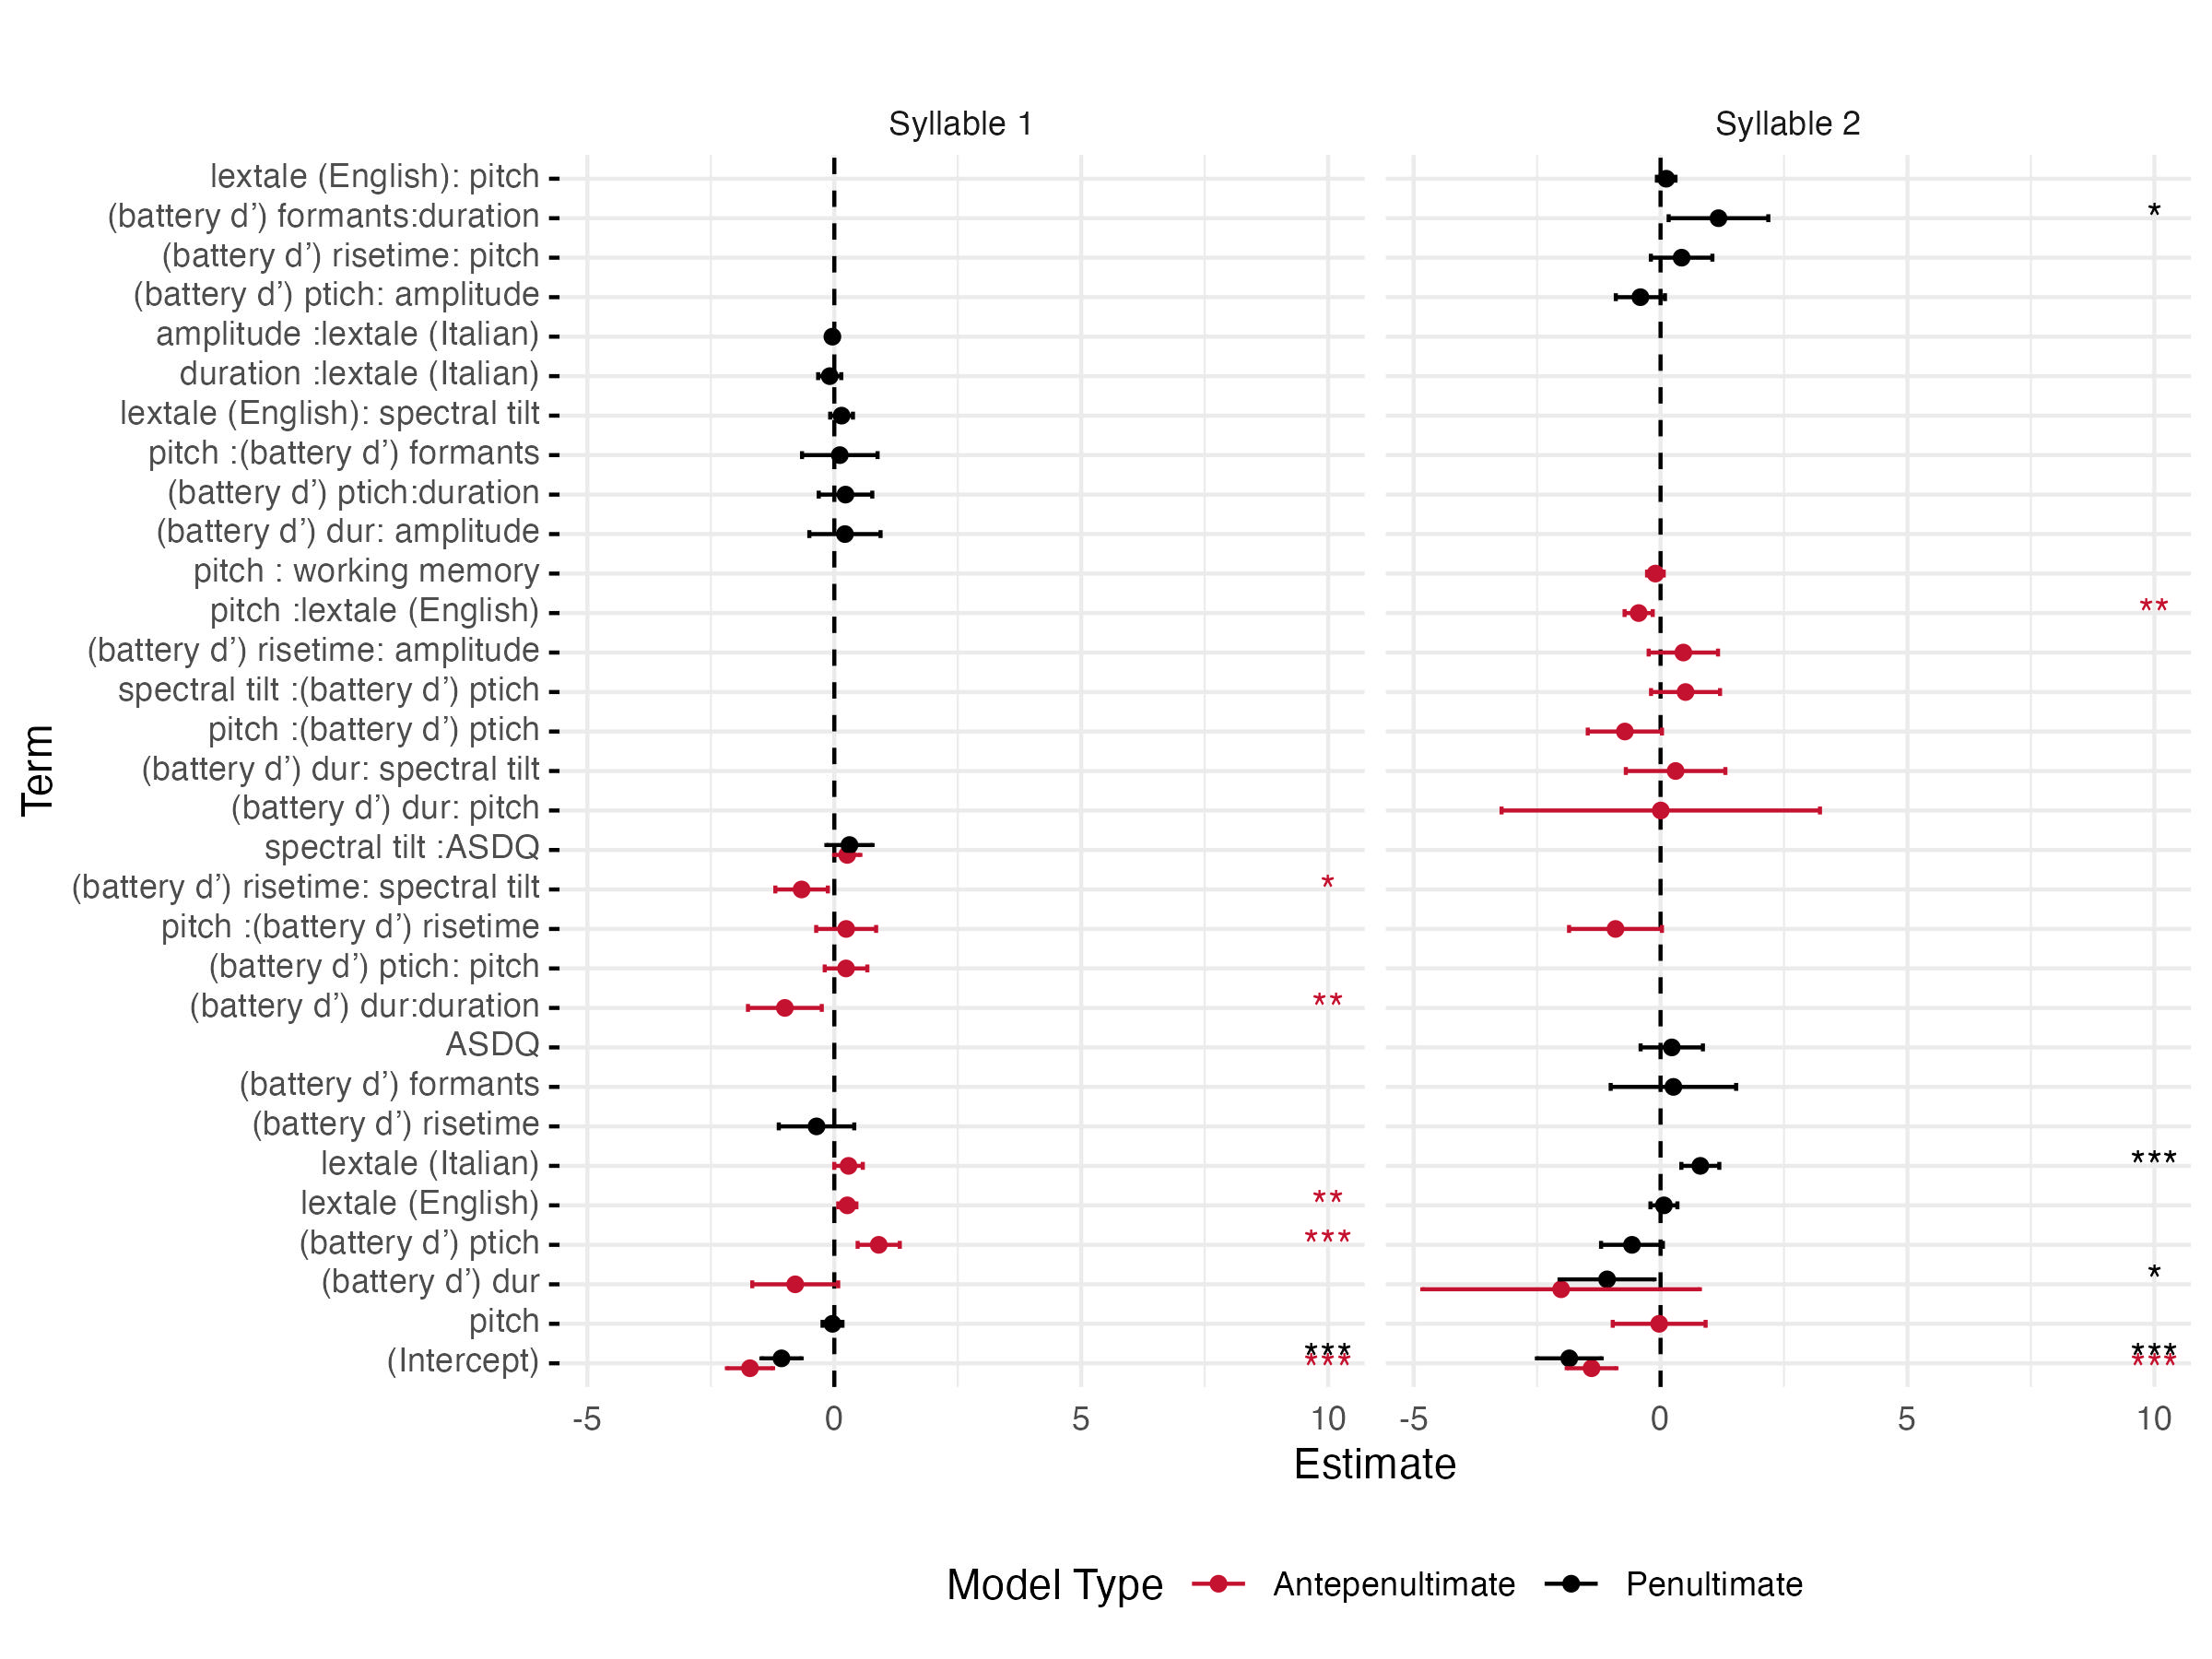 Syllable 1 Syllable 2
lextale (English): pitch
(battery d’) formants:duration *
(battery d’) risetime: pitch
(battery d’) ptich: amplitude
amplitude :lextale (Italian)
duration :lextale (Italian)
lextale (English): spectral tilt
pitch :(battery d’) formants
(battery d’) ptich:duration
(battery d’) dur: amplitude
pitch : working memory
pitch :lextale (English) **
(battery d’) risetime: amplitude
spectral tilt :(battery d’) ptich
pitch :(battery d’) ptich
(battery d’) dur: spectral tilt
(battery d’) dur: pitch
spectral tilt :ASDQ
(battery d’) risetime: spectral tilt *
pitch :(battery d’) risetime
(battery d’) ptich: pitch
(battery d’) dur:duration **
ASDQ
(battery d’) formants
(battery d’) risetime
lextale (Italian) ***
lextale (English) **
(battery d’) ptich ***
(battery d’) dur *
pitch
(Intercept) *** *** *** ***
Term
-5 0 5 10 -5 0 5 10
Estimate
Model Type Antepenultimate Penultimate